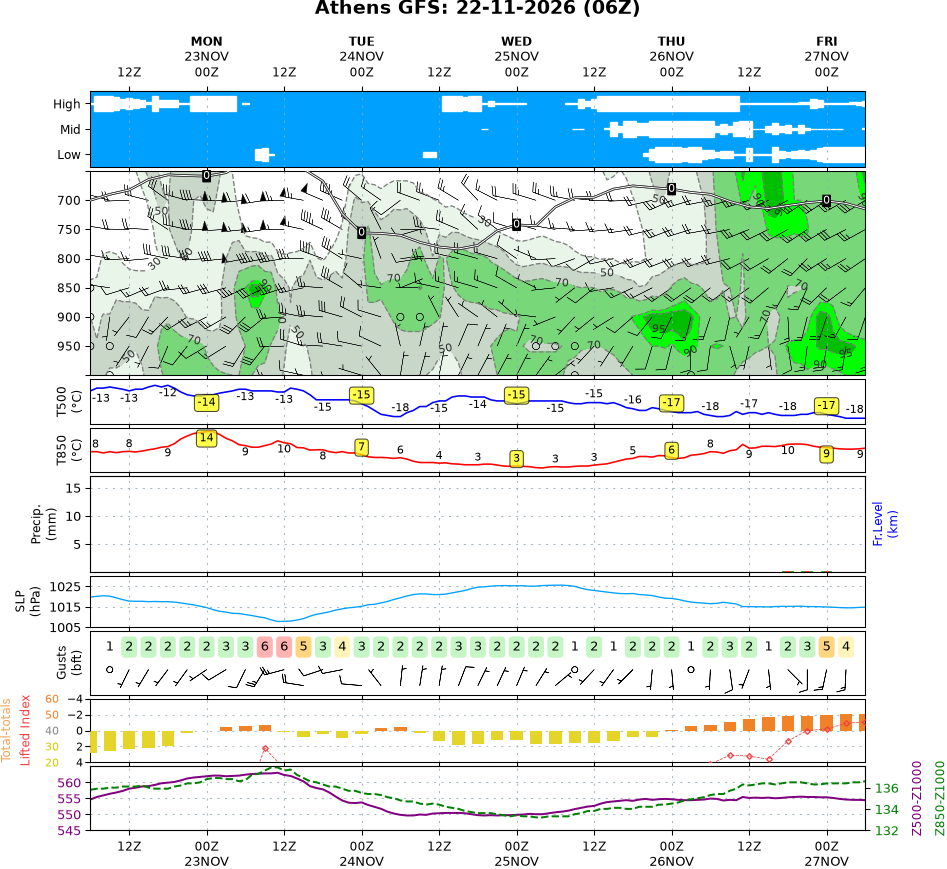 Athens GFS: 22-11-2026 (06Z)
MON TUE WED THU FRI
23NOV 24NOV 25NOV 26NOV 27NOV
12Z 00Z 12Z 00Z 12Z 00Z 12Z 00Z 12Z 00Z
High
Mid
Low
0 0 0 0 0
700
750
800
850
900
950
50 30 30 50 50 50 70 70 70 50 70 70 70 50 95 90 90 95
T500
(°C)
-13 -13 -12 -14 -13 -13 -15 -15 -18 -15 -14 -15 -15 -15 -16 -17 -18 -17 -18 -17 -18
T850
(°C)
8 8 9 14 9 10 8 7 6 4 3 3 3 3 5 6 8 9 10 9 9
Precip.
(mm)
15
10
5
Fr.Level
(km)
SLP
(hPa)
1025
1015
1005
Gusts
(bft)
1 2 2 2 2 2 3 3 6 6 5 3 4 3 2 2 2 2 3 3 2 2 2 2 1 2 1 2 2 2 1 2 3 2 1 2 3 5 4
Total-totals
Lifted Index
60 −4
50 −2
40 0
30 2
20 4
560
555
550
545
136
134
132
Z500-Z1000
Z850-Z1000
12Z 00Z 12Z 00Z 12Z 00Z 12Z 00Z 12Z 00Z
23NOV 24NOV 25NOV 26NOV 27NOV